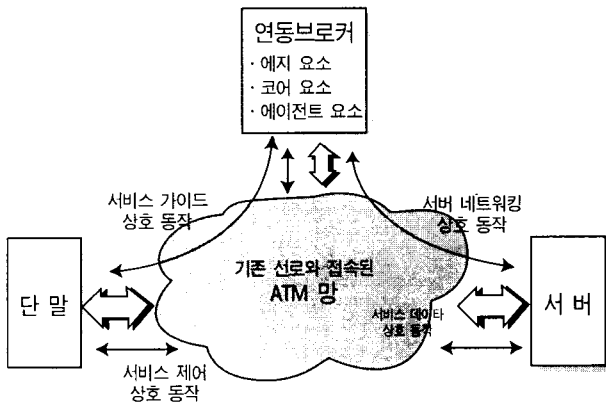 연동브로커
· 에지 요소
· 코어 요소
· 에이전트 요소
서비스 가이드
상호 동작
서버 네트워킹
상호 동작
단 말
기존 선로와 접속된
ATM 망
서비스 데이타
상호 동작
서 버
서비스 제어
상호 동작